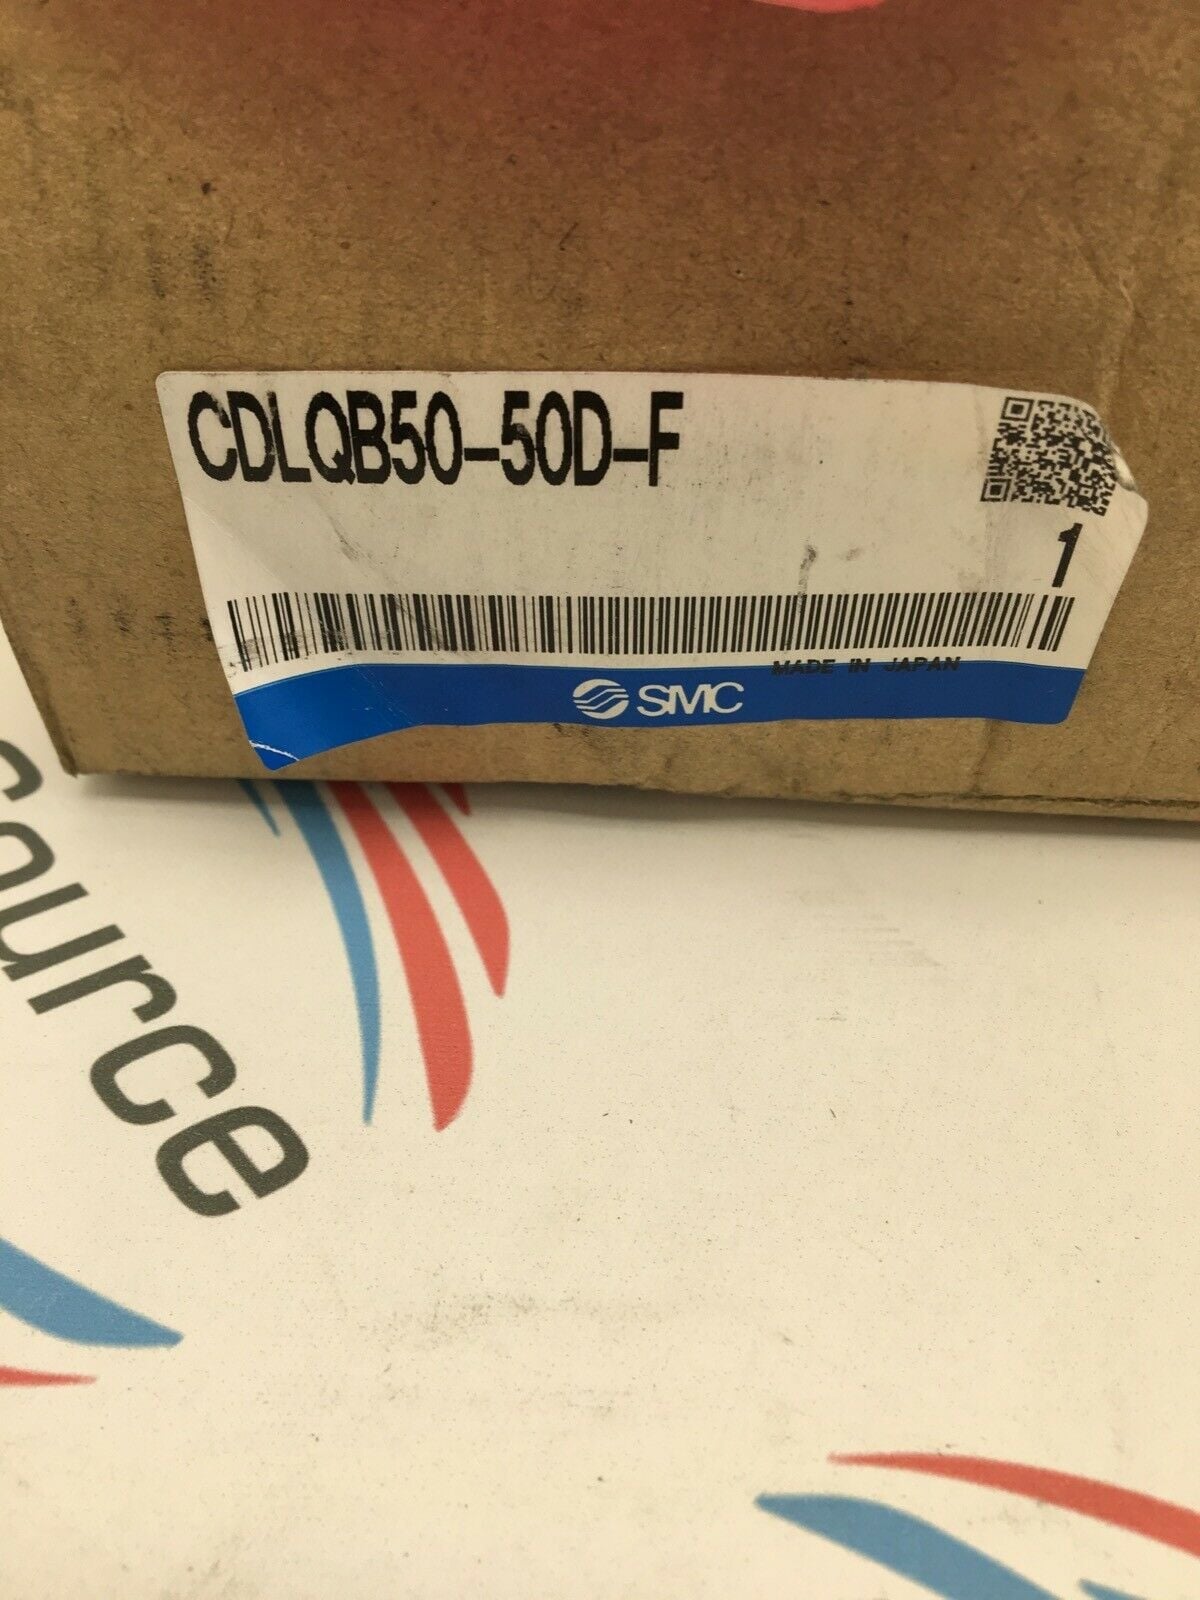 CDLQB50-50D-F
1
MADE IN JAPAN
SMC
source